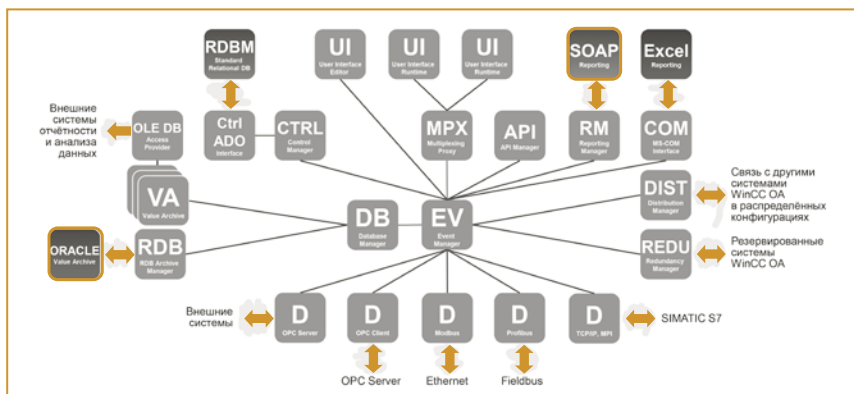 RDBM
Standard
Relational DB
UI
User Interface
Editor
UI
User Interface
Runtime
UI
User Interface
Runtime
SOAP
Reporting
Excel
Reporting
Внешние
системы
отчётности
и анализа
данных
OLE DB
Access
Provider
Ctrl
ADO
Interface
CTRL
Control
Manager
MPX
Multiplexing
Proxy
API
API Manager
RM
Reporting
Manager
COM
MS-COM
Interface
VA
Value Archive
DIST
Distribution
Manager
Связь с другими
системами
WinCC OA
в распределённых
конфигурациях
DB
Database
Manager
EV
Event
Manager
ORACLE
Value Archive
RDB
RDB Archive
Manager
REDU
Redundancy
Manager
Резервированные
системы
WinCC OA
Внешние
системы
D
OPC Server
D
OPC Client
D
Modbus
D
Profibus
D
TCP/IP, MPI
SIMATIC S7
OPC Server
Ethernet
Fieldbus